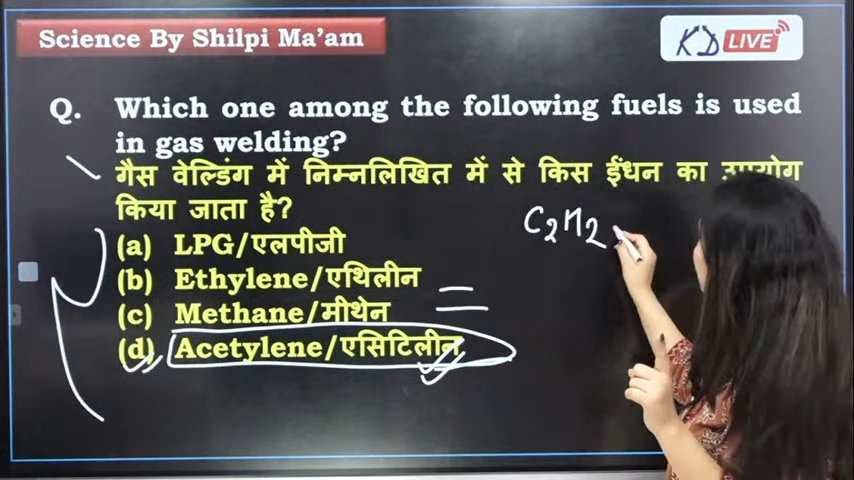 Science By Shilpi Ma'am
KD LIVE
Q. Which one among the following fuels is used
in gas welding?
गैस वेल्डिंग में निम्नलिखित में से किस ईंधन का उपयोग
किया जाता है?
C2H2
(a) LPG/एलपीजी
(b) Ethylene/एथिलीन
(c) Methane/मीथेन
(d) Acetylene/एसिटिलीन